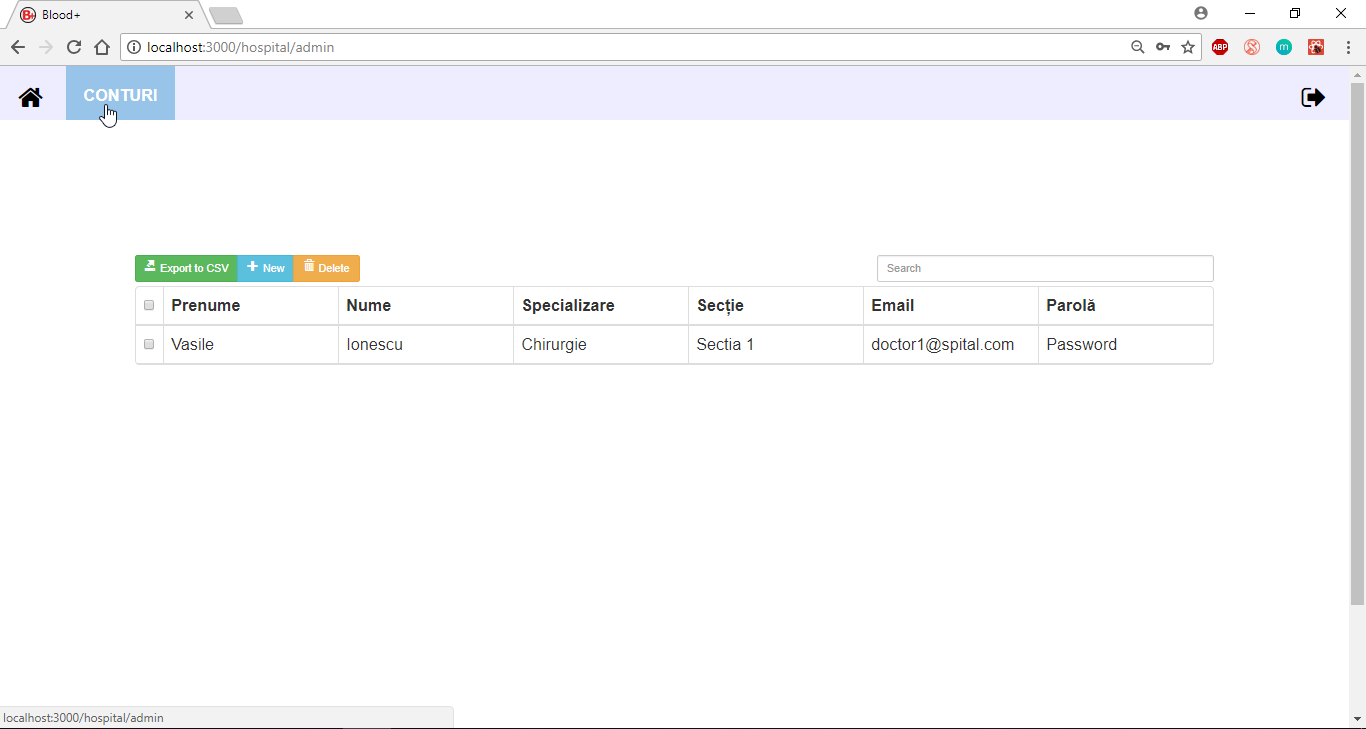 Blood+
localhost:3000/hospital/admin
ABP
m
CONTURI
Export to CSV
New
Delete
Search
Prenume Nume Specializare Secție Email Parolă
Vasile Ionescu Chirurgie Sectia 1 doctor1@spital.com Password
localhost:3000/hospital/admin